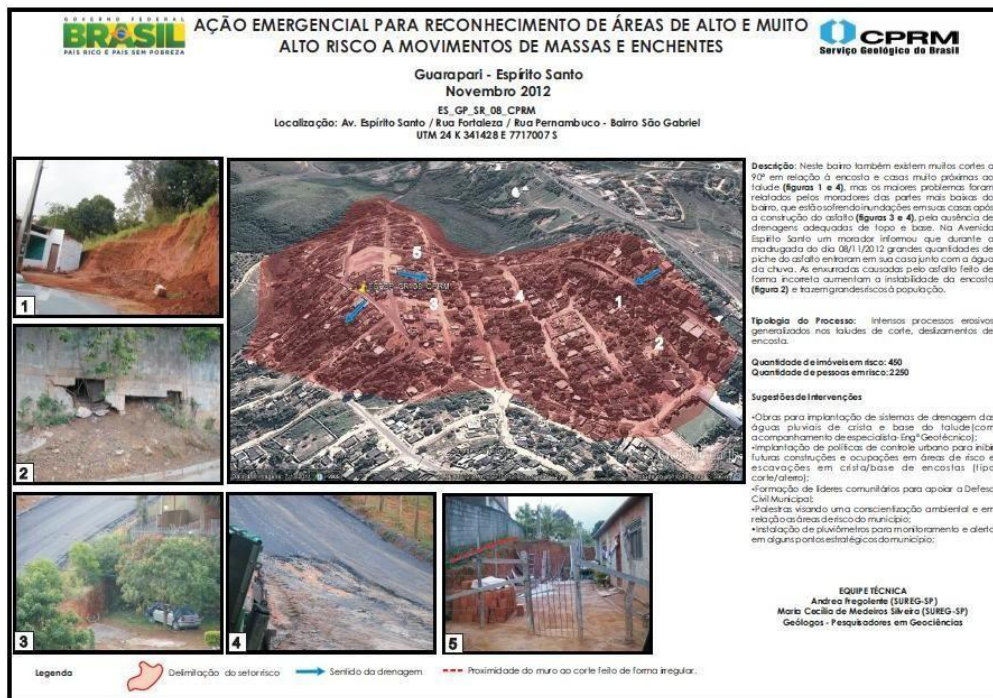 GOVERNO FEDERAL
BRASIL
PAÍS RICO É PAÍS SEM POBREZA
AÇÃO EMERGENCIAL PARA RECONHECIMENTO DE ÁREAS DE ALTO E MUITO
ALTO RISCO A MOVIMENTOS DE MASSAS E ENCHENTES
CPRM
Serviço Geológico do Brasil
Guarapari - Espírito Santo
Novembro 2012
ES_GP_SR_08_CPRM
Localização: Av. Espírito Santo / Rua Fortaleza / Rua Pernambuco - Bairro São Gabriel
UTM 24 K 341428 E 7717007 S
1
2
3
4
5
5
3
4
1
2
Descrição: Neste bairro também existem muitos cortes a
90º em relação à encosta e casas muito próximas ao
talude (figuras 1 e 4), mas os maiores problemas foram
relatados pelos moradores das partes mais baixas do
bairro, que estão sofrendo inundações em suas casas após
a construção do asfalto (figuras 3 e 4), pela ausência de
drenagens adequadas de topo e base. Na Avenida
Espírito Santo um morador informou que durante a
madrugada do dia 08/11/2012 grandes quantidades de
piche do asfalto entraram em sua casa junto com a água
da chuva. As enxurradas causadas pelo asfalto feito de
forma incorreta aumentam a instabilidade da encosta
(figura 2) e trazem grandes riscos à população.
Tipologia do Processo: Intensos processos erosivos
generalizados nos taludes de corte, deslizamentos de
encosta.
Quantidade de imóveis em risco: 450
Quantidade de pessoas em risco: 2250
Sugestões de Intervenções
•Obras para implantação de sistemas de drenagem das
águas pluviais de crista e base do talude(com
acompanhamento de especialista- Engº Geotécnico);
•Implantação de políticas de controle urbano para inibir
futuras construções e ocupações em áreas de risco e
escavações em crista/base de encostas (tipo
corte/aterro);
•Formação de líderes comunitários para apoiar a Defesa
Civil Municipal;
•Palestras visando uma conscientização ambiental e em
relação as áreas de risco do município;
•Instalação de pluviômetros para monitoramento e alerta
em alguns pontos estratégicos do município;
EQUIPE TÉCNICA
Andrea Fregolente (SUREG-SP)
Maria Cecília de Medeiros Silveira (SUREG-SP)
Geólogos - Pesquisadores em Geociências
Legenda
Delimitação do setor risco
Sentido da drenagem
Proximidade do muro ao corte feito de forma irregular.